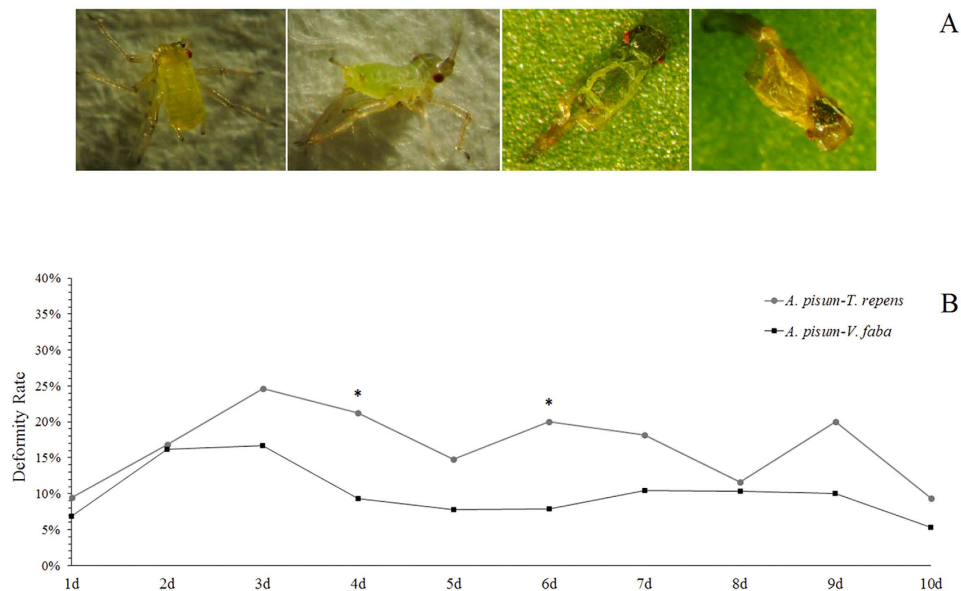 A
B
40%
35%
30%
25%
20%
15%
10%
5%
0%
Deformity Rate
A. pisum-T. repens
A. pisum-V. faba
*
*
1d 2d 3d 4d 5d 6d 7d 8d 9d 10d